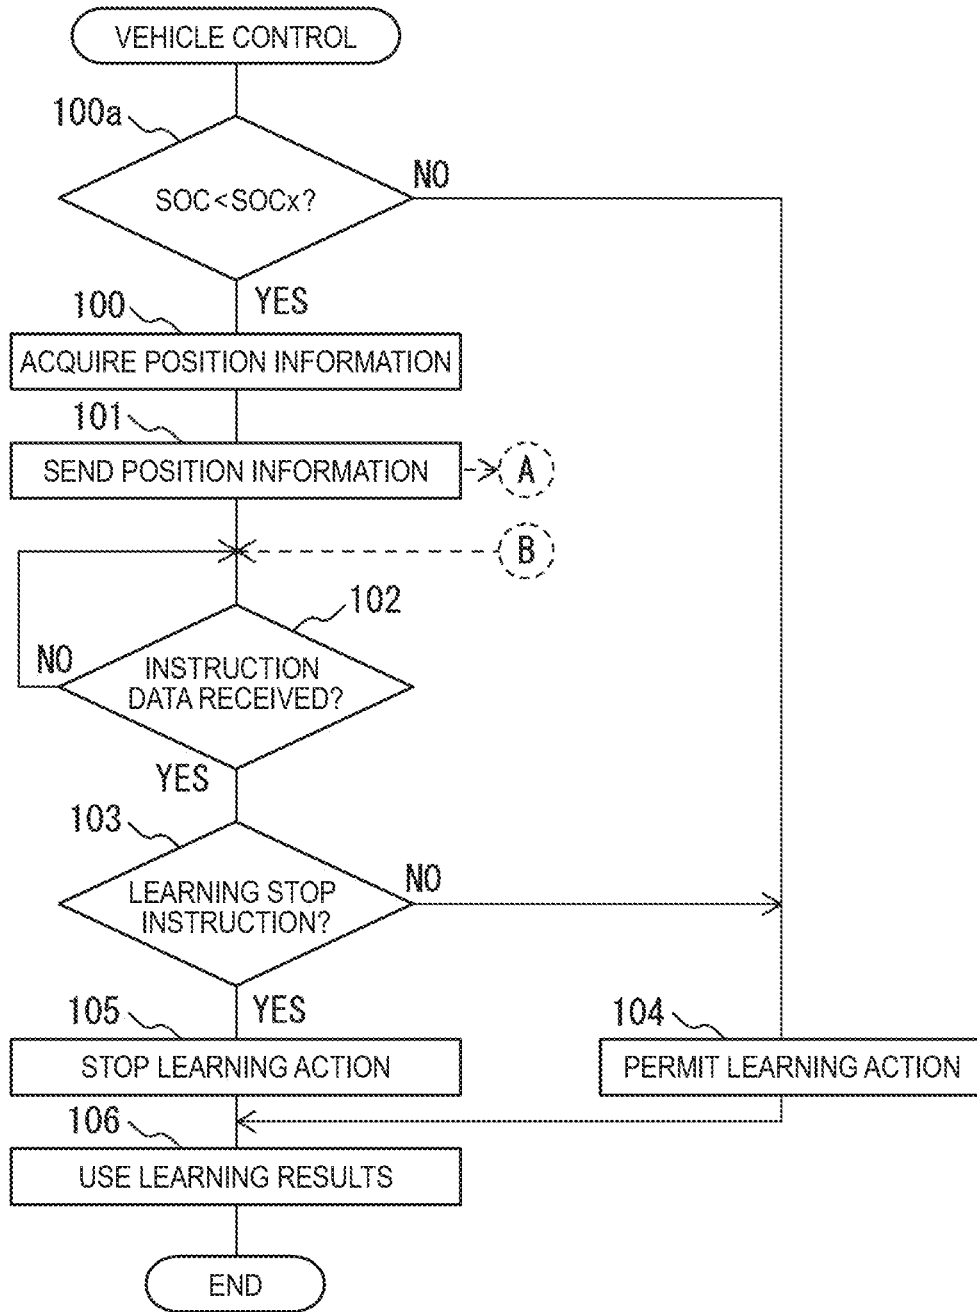 VEHICLE CONTROL
100a
SOC<SOCx?
NO
YES
100
ACQUIRE POSITION INFORMATION
101
SEND POSITION INFORMATION
A
B
102
INSTRUCTION
DATA RECEIVED?
NO
YES
103
LEARNING STOP
INSTRUCTION?
NO
YES
105
STOP LEARNING ACTION
104
PERMIT LEARNING ACTION
106
USE LEARNING RESULTS
END